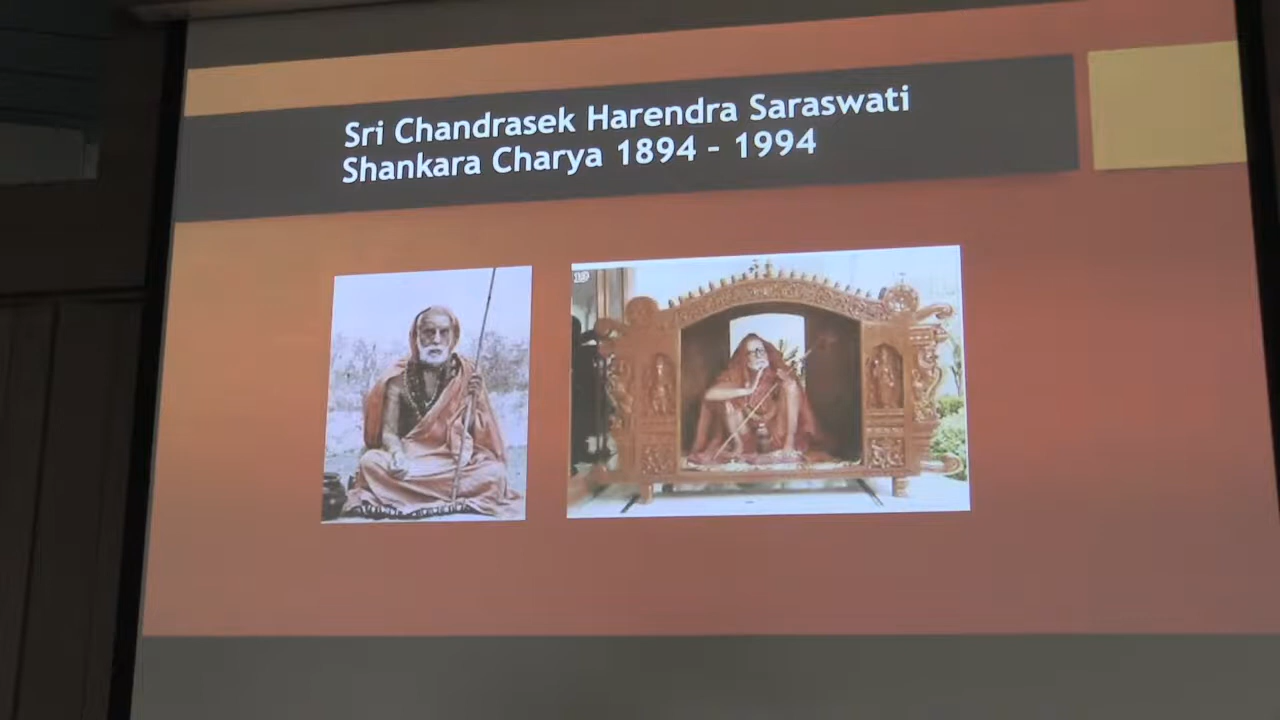 Sri Chandrasek Harendra Saraswati
Shankara Charya 1894 – 1994